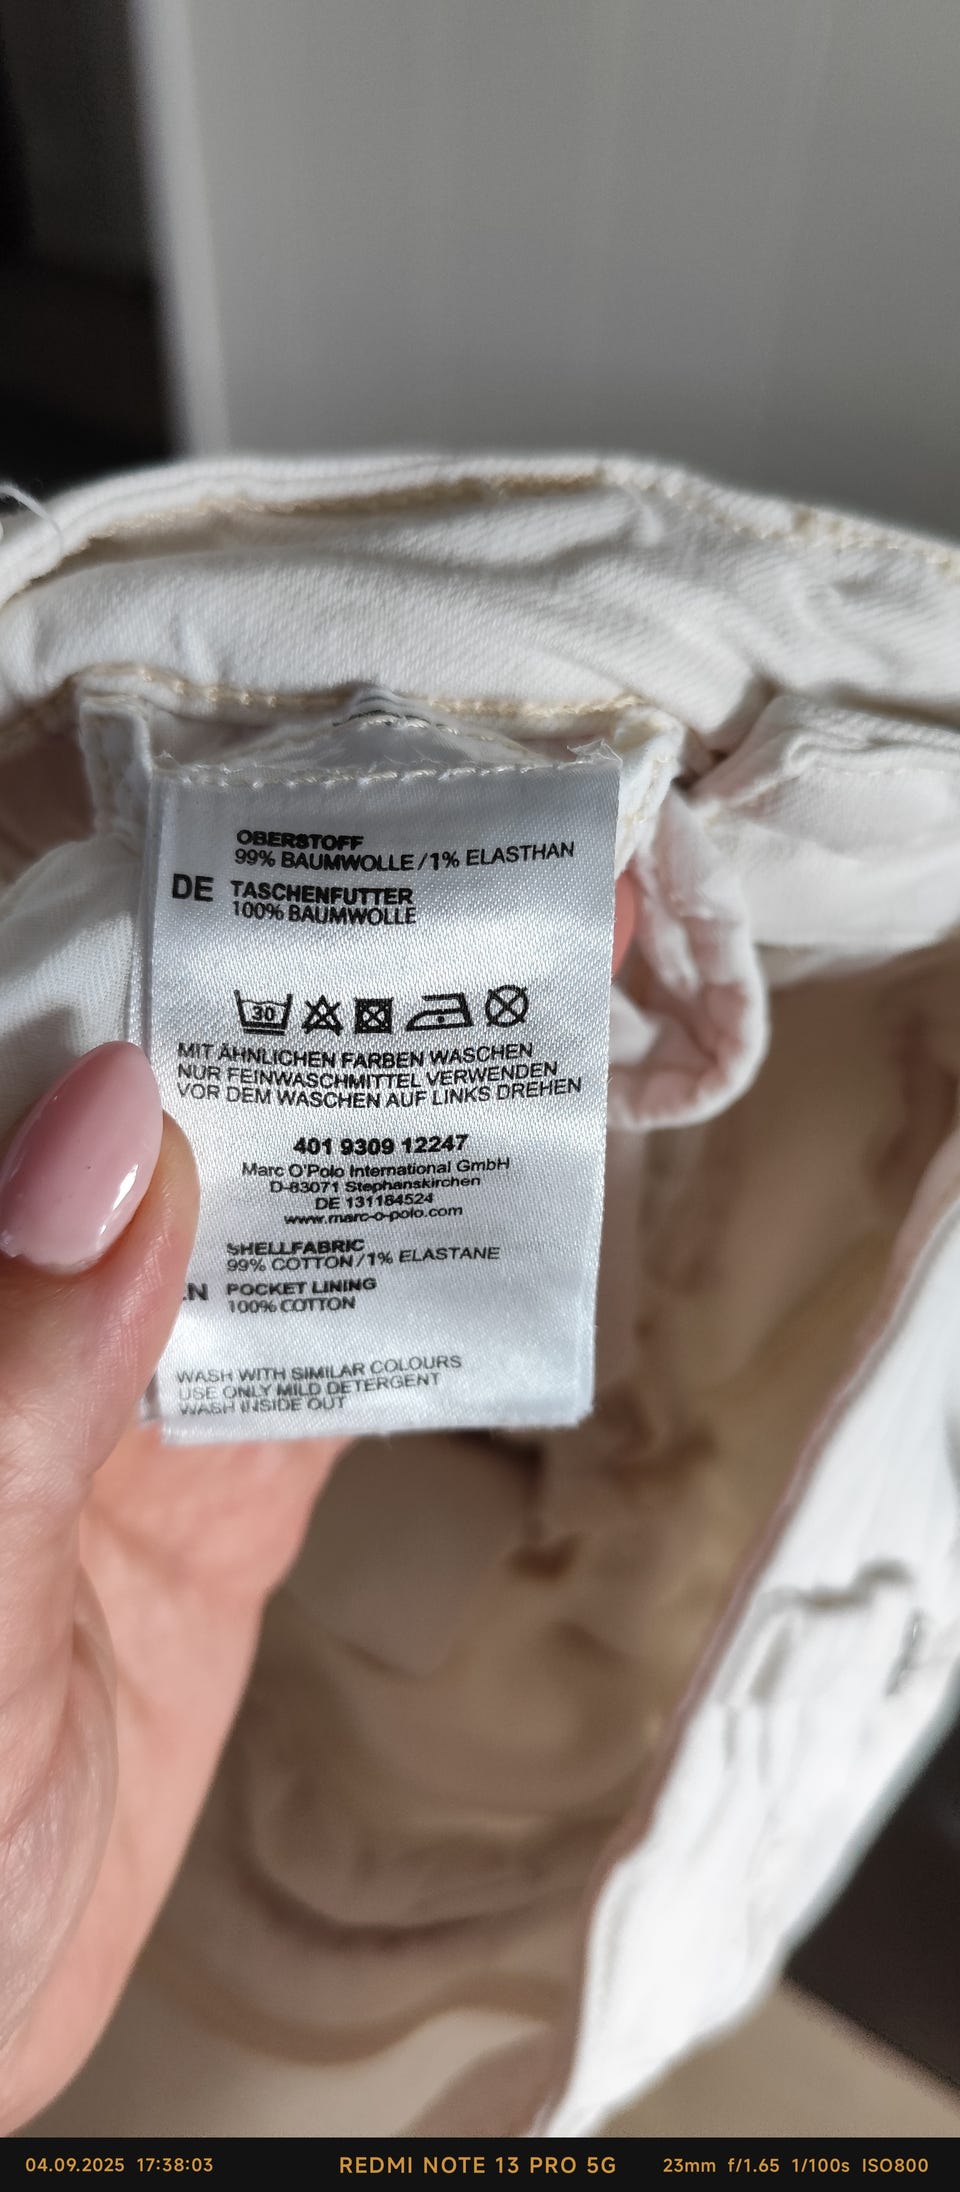 OBERSTOFF
99% BAUMWOLLE / 1% ELASTHAN
DE TASCHENFUTTER
100% BAUMWOLLE
30
MIT ÄHNLICHEN FARBEN WASCHEN
NUR FEINWASCHMITTEL VERWENDEN
VOR DEM WASCHEN AUF LINKS DREHEN
401 9309 12247
Marc O'Polo International GmbH
D-83071 Stephanskirchen
DE 131184524
www.marc-o-polo.com
SHELLFABRIC
99% COTTON / 1% ELASTANE
EN POCKET LINING
100% COTTON
WASH WITH SIMILAR COLOURS
USE ONLY MILD DETERGENT
WASH INSIDE OUT
04.09.2025 17:38:03 REDMI NOTE 13 PRO 5G 23mm f/1.65 1/100s ISO800